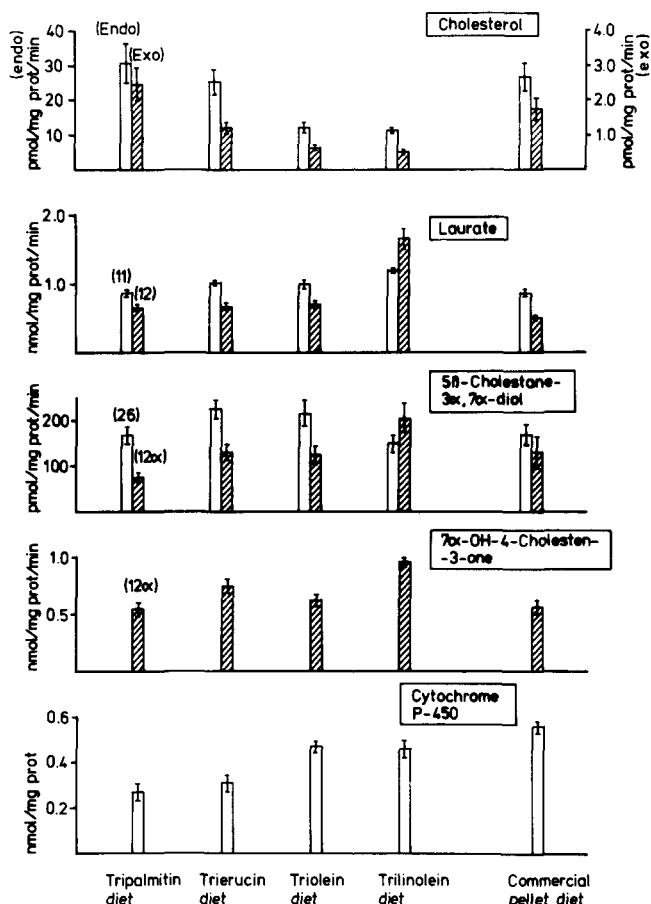 (Endo)
(Exo)
Cholesterol
(endo)
pmol/mg prot/min
40
30
20
10
4.0
3.0
2.0
1.0
pmol/mg prot/min
(exo)
Laurate
nmol/mg prot/min
2.0
1.0
(11)
(12)
5β-Cholestane-
3α,7α-diol
pmol/mg prot/min
200
100
(26)
(12α)
7α-OH-4-Cholesten-
-3-one
nmol/mg prot/min
1.0
0.5
(12α)
Cytochrome
P-450
nmol/mg prot
0.6
0.4
0.2
Tripalmitin
diet
Trierucin
diet
Triolein
diet
Trilinolein
diet
Commercial
pellet diet